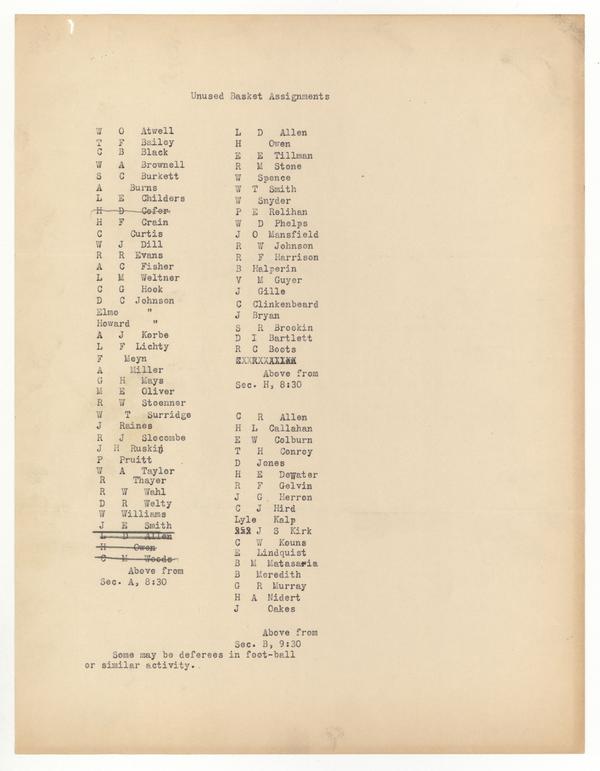 Unused Basket Assignments
W O Atwell
T F Bailey
C B Black
W A Brownell
S C Burkett
A Burns
L E Childers
H D Cofer
H F Crain
C Curtis
W J Dill
R R Evans
A C Fisher
L M Weltner
C G Hook
D C Johnson
Elmo "
Howard "
A J Korbe
L F Lichty
F Meyn
A Miller
G H Mays
M E Oliver
R W Stoenner
W T Surridge
J Raines
R J Slocombe
J H Ruskin
P Pruitt
W A Taylor
R Thayer
R W Wahl
D R Welty
W Williams
J E Smith
L D Allen
H Owen
C M Woods
Above from
Sec. A, 8:30
L D Allen
H Owen
E E Tillman
R M Stone
W Spence
W T Smith
W Snyder
P E Relihan
W D Phelps
J O Mansfield
R W Johnson
R F Harrison
B Halperin
V M Guyer
J Gille
C Clinkenbeard
J Bryan
S R Brookin
D I Bartlett
R C Boots
Above from
Sec. H, 8:30
C R Allen
H L Callahan
E W Colburn
T H Conroy
D Jones
H E Dewater
R F Gelvin
J G Herron
C J Hird
Lyle Kalp
J S Kirk
C W Kouns
E Lindquist
B M Matassaria
B Meredith
G R Murray
H A Nidert
J Oakes
Above from
Sec. B, 9:30
Some may be deferees in foot-ball
or similar activity.